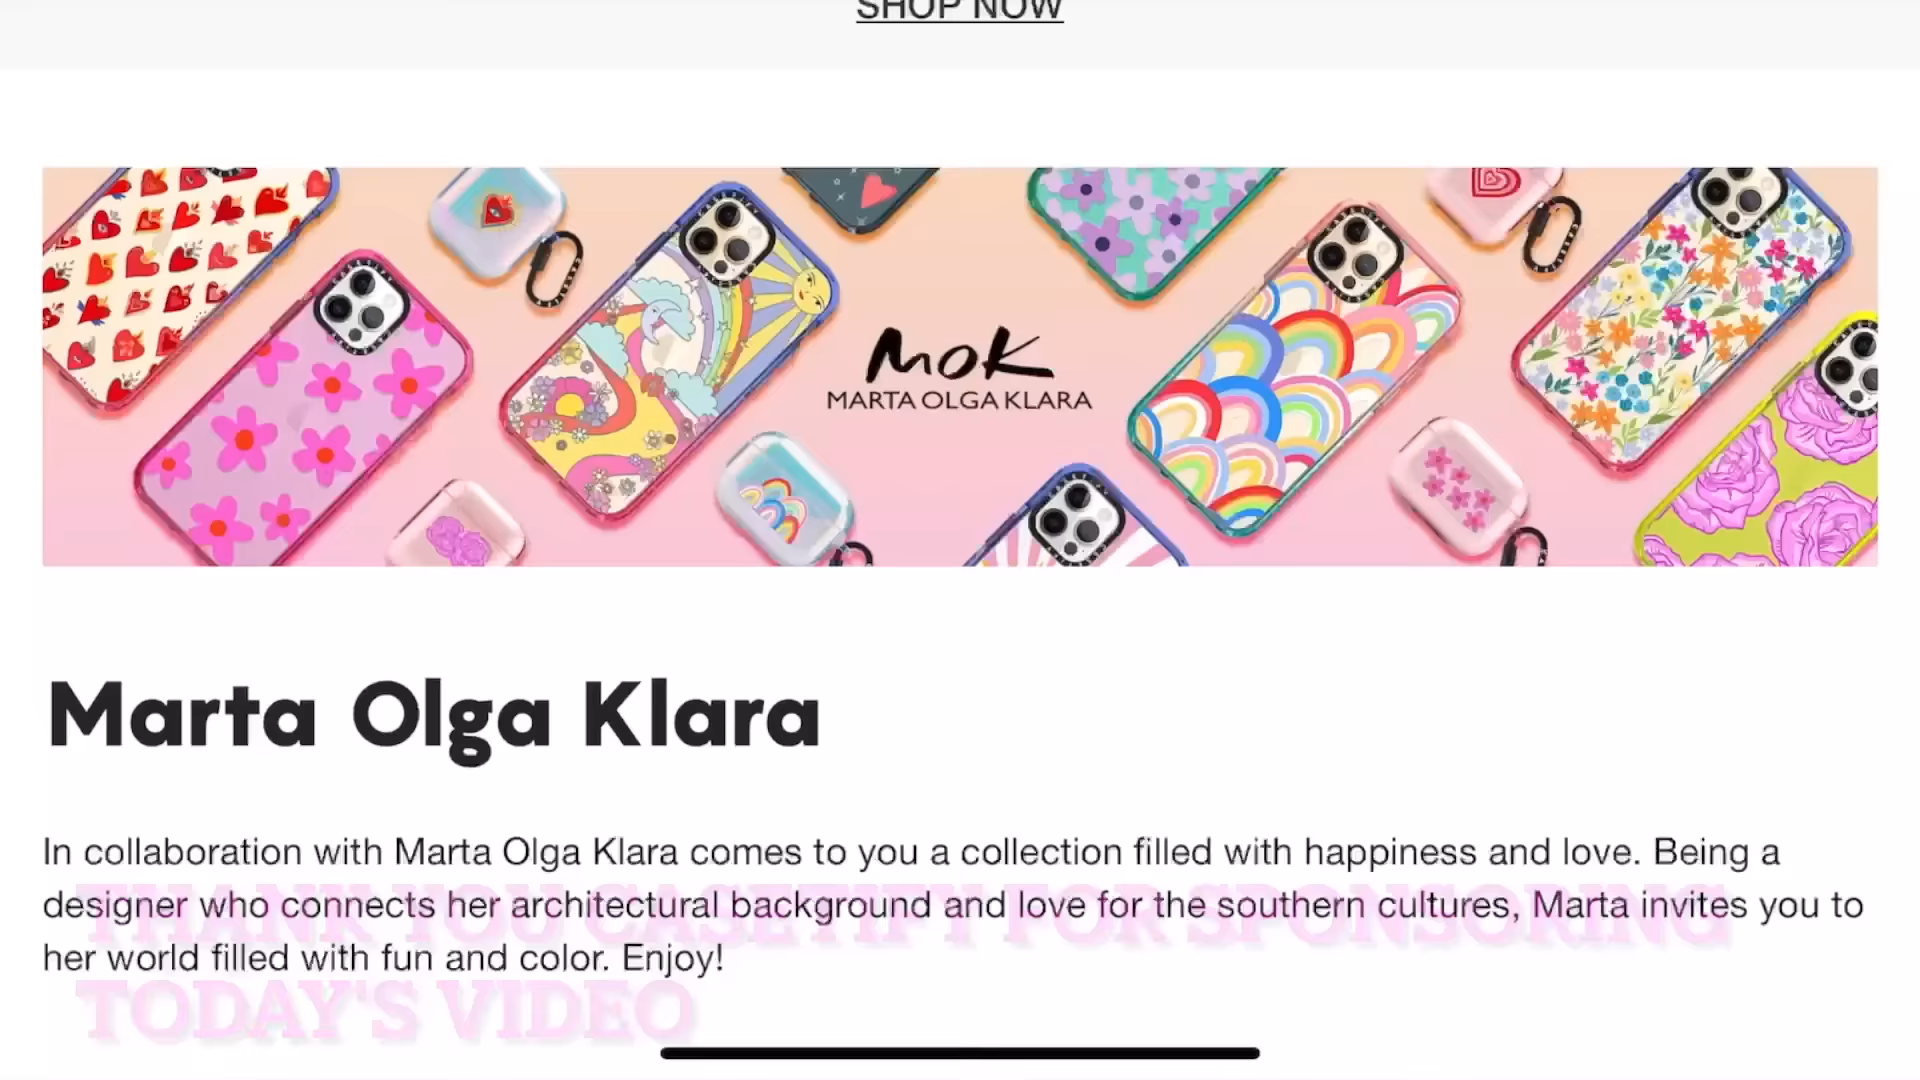 SHOP NOW
MOK
MARTA OLGA KLARA
Marta Olga Klara
In collaboration with Marta Olga Klara comes to you a collection filled with happiness and love. Being a
designer who connects her architectural background and love for the southern cultures, Marta invites you to
her world filled with fun and color. Enjoy!
THANK YOU CASETIFY FOR SPONSORING
TODAY'S VIDEO